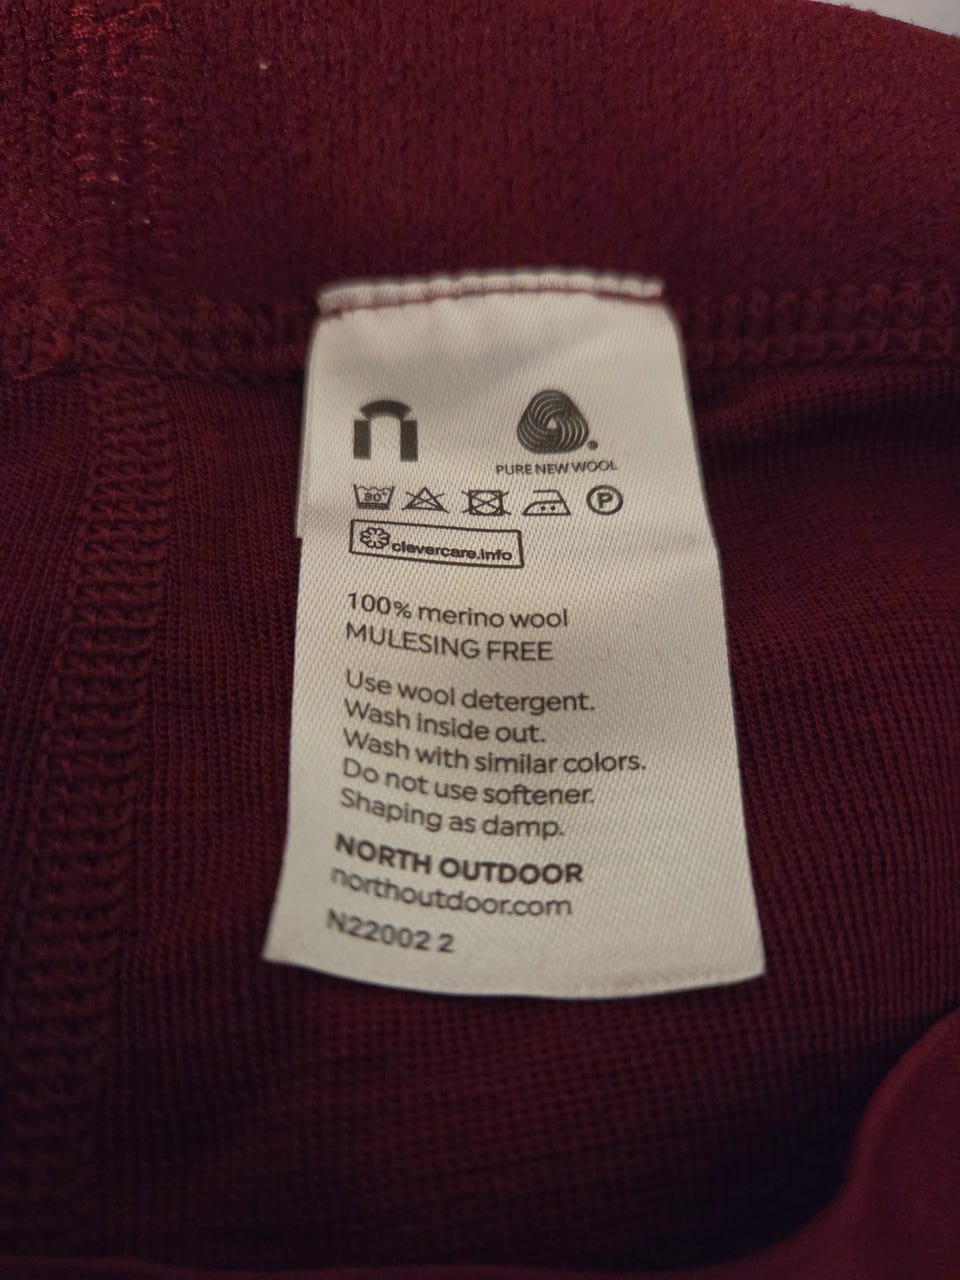 PURE NEW WOOL
30°
P
clevercare.info
100% merino wool
MULESING FREE
Use wool detergent.
Wash inside out.
Wash with similar colors.
Do not use softener.
Shaping as damp.
NORTH OUTDOOR
northoutdoor.com
N22002 2